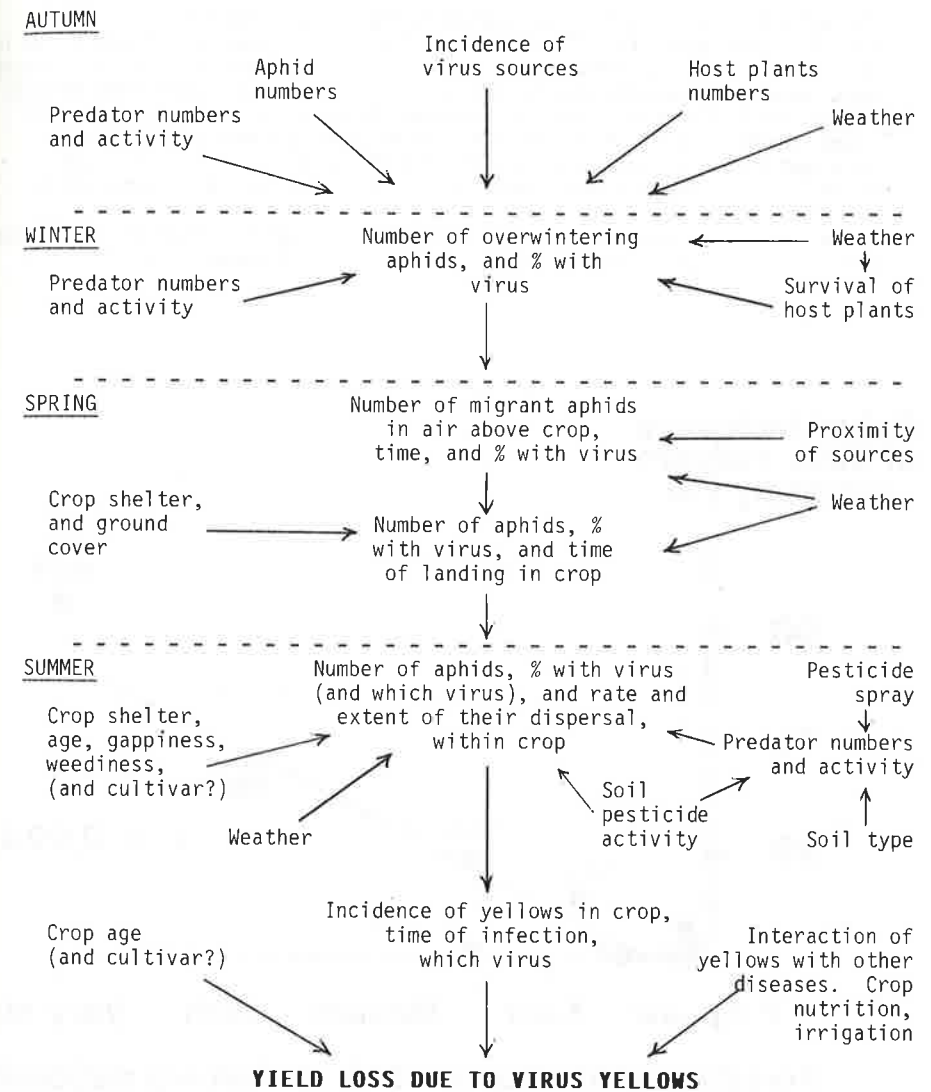 AUTUMN
Incidence of
virus sources
Aphid
numbers
Host plants
numbers
Predator numbers
and activity
Weather
WINTER
Number of overwintering
aphids, and % with
virus
Weather
Predator numbers
and activity
Survival of
host plants
SPRING
Number of migrant aphids
in air above crop,
time, and % with virus
Proximity
of sources
Crop shelter,
and ground
cover
Weather
Number of aphids, %
with virus, and time
of landing in crop
SUMMER
Number of aphids, % with virus
(and which virus), and rate and
extent of their dispersal,
within crop
Pesticide
spray
Crop shelter,
age, gappiness,
weediness,
(and cultivar?)
Predator numbers
and activity
Weather
Soil
pesticide
activity
Soil type
Incidence of yellows in crop,
time of infection,
which virus
Crop age
(and cultivar?)
Interaction of
yellows with other
diseases. Crop
nutrition,
irrigation
YIELD LOSS DUE TO VIRUS YELLOWS